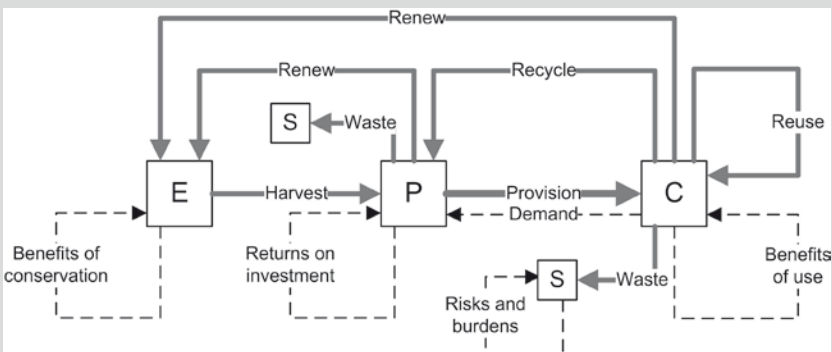 Renew
Renew
Recycle
S
Waste
Reuse
E
Harvest
P
Provision
C
Demand
Benefits of
conservation
Returns on
investment
Benefits
of use
S
Waste
Risks and
burdens